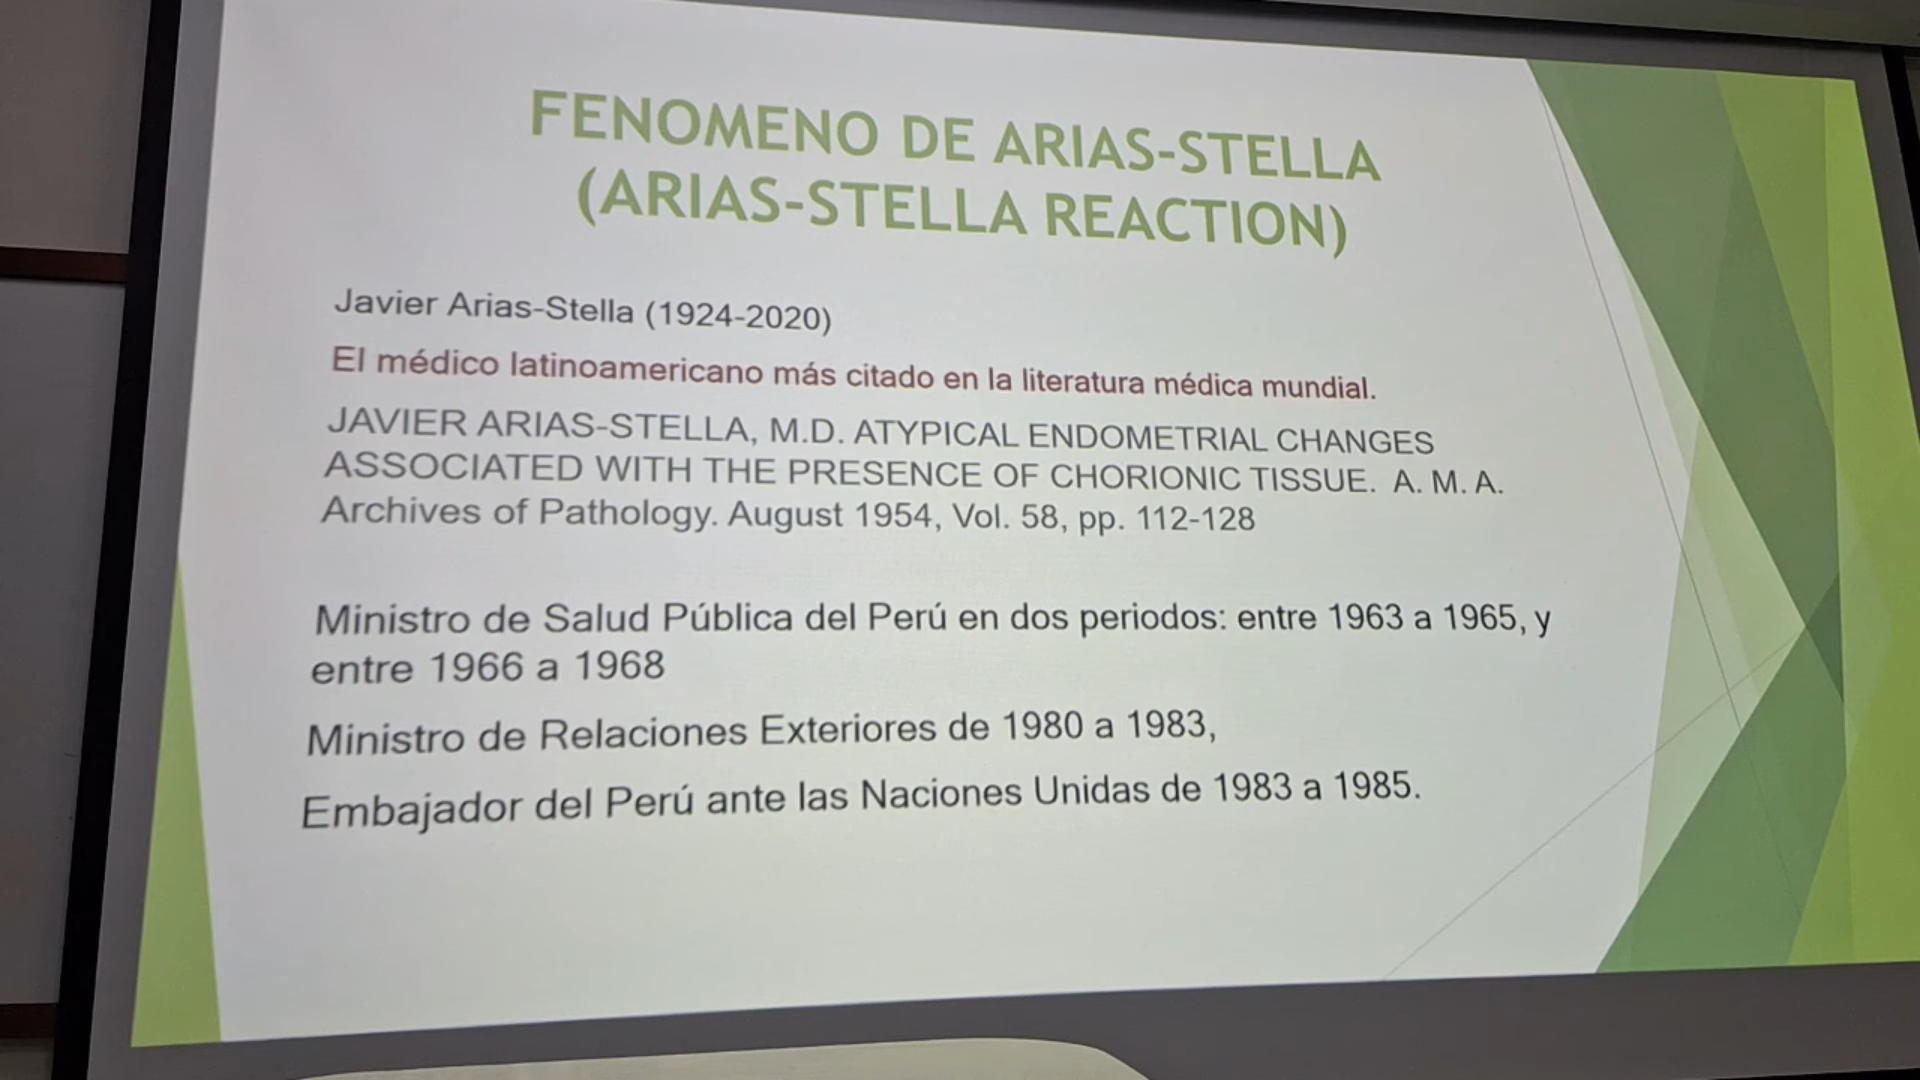 FENOMENO DE ARIAS-STELLA
(ARIAS-STELLA REACTION)
Javier Arias-Stella (1924-2020)
El médico latinoamericano más citado en la literatura médica mundial.
JAVIER ARIAS-STELLA, M.D. ATYPICAL ENDOMETRIAL CHANGES
ASSOCIATED WITH THE PRESENCE OF CHORIONIC TISSUE. A. M. A.
Archives of Pathology. August 1954, Vol. 58, pp. 112-128
Ministro de Salud Pública del Perú en dos periodos: entre 1963 a 1965, y
entre 1966 a 1968
Ministro de Relaciones Exteriores de 1980 a 1983,
Embajador del Perú ante las Naciones Unidas de 1983 a 1985.